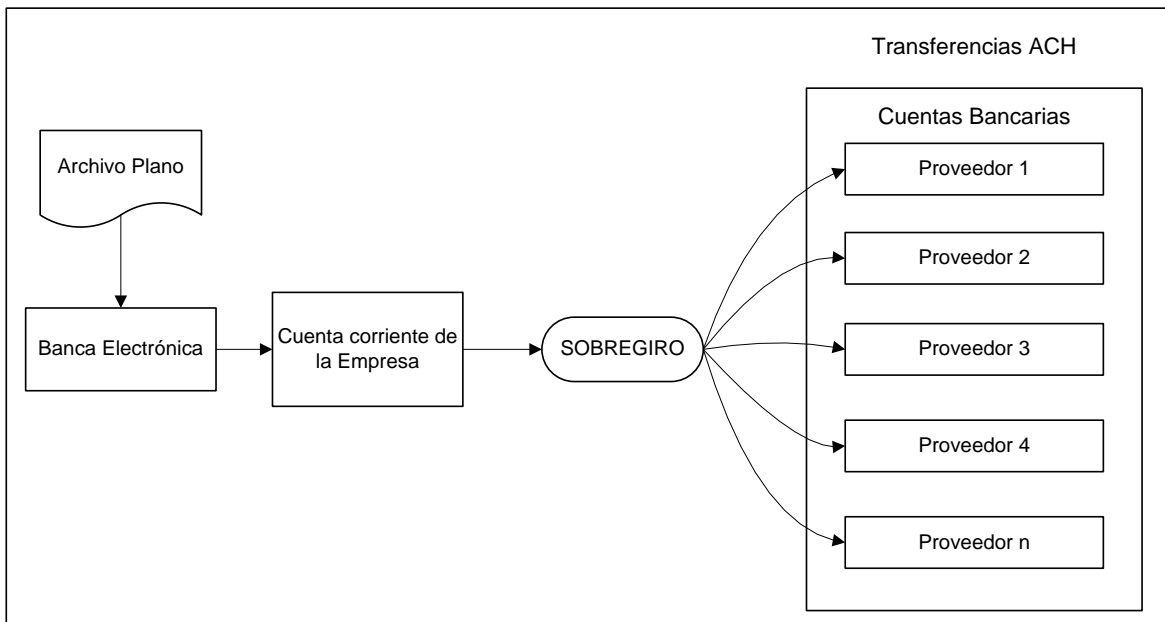 Transferencias ACH
Cuentas Bancarias
Archivo Plano
Proveedor 1
Proveedor 2
Banca Electrónica
Cuenta corriente de
la Empresa
SOBREGIRO
Proveedor 3
Proveedor 4
Proveedor n